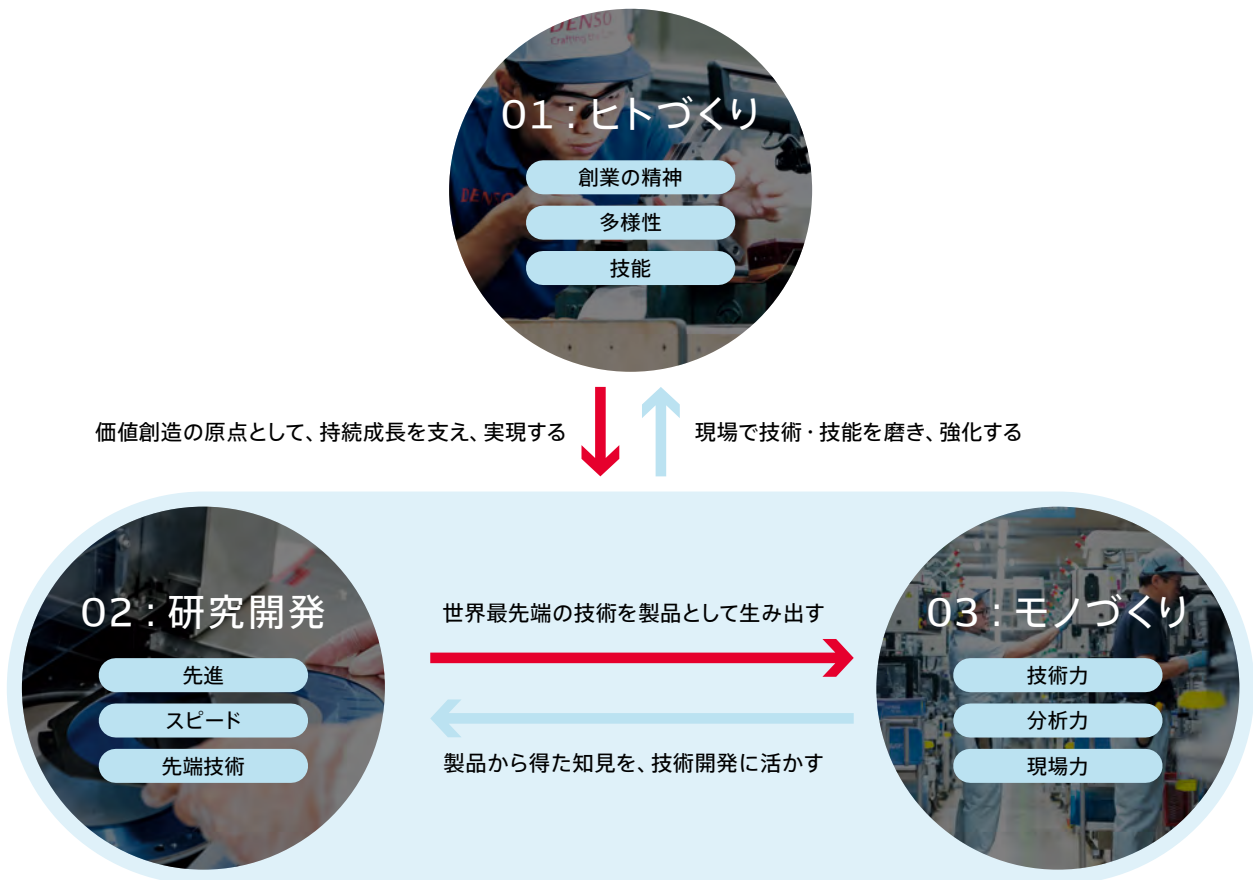 DENSO
Crafting the Core
01：ヒトづくり
創業の精神
多様性
技能
価値創造の原点として、持続成長を支え、実現する
現場で技術・技能を磨き、強化する
02：研究開発
先進
スピード
先端技術
世界最先端の技術を製品として生み出す
製品から得た知見を、技術開発に活かす
03：モノづくり
技術力
分析力
現場力